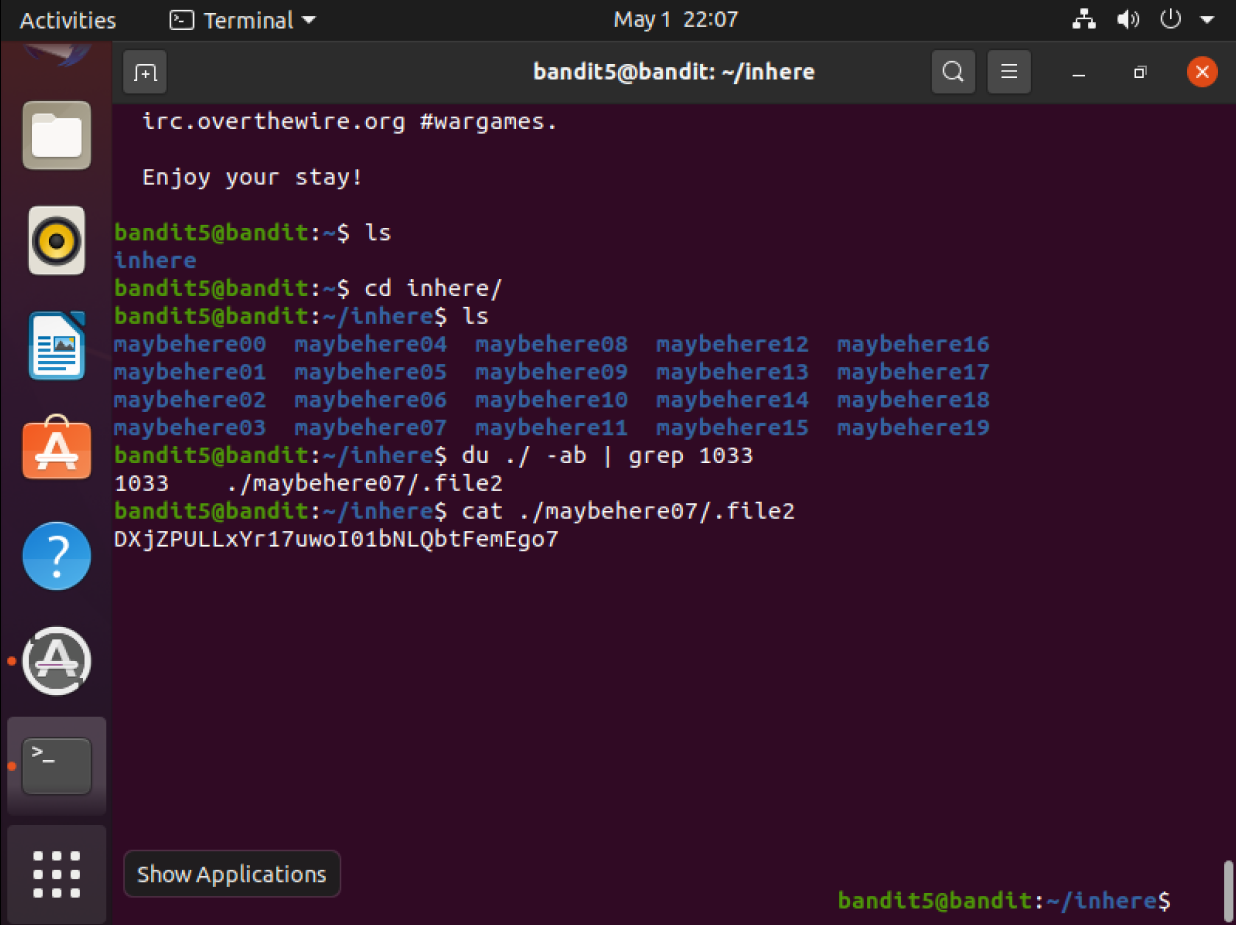 Activities
Terminal
May 1 22:07
bandit5@bandit: ~/inhere
irc.overthewire.org #wargames.
Enjoy your stay!
bandit5@bandit:~$ ls
inhere
bandit5@bandit:~$ cd inhere/
bandit5@bandit:~/inhere$ ls
maybehere00 maybehere04 maybehere08 maybehere12 maybehere16
maybehere01 maybehere05 maybehere09 maybehere13 maybehere17
maybehere02 maybehere06 maybehere10 maybehere14 maybehere18
maybehere03 maybehere07 maybehere11 maybehere15 maybehere19
bandit5@bandit:~/inhere$ du ./ -ab | grep 1033
1033 ./maybehere07/.file2
bandit5@bandit:~/inhere$ cat ./maybehere07/.file2
DXjZPULLxYr17uwoI01bNLQbtFemEgo7
Show Applications
bandit5@bandit:~/inhere$